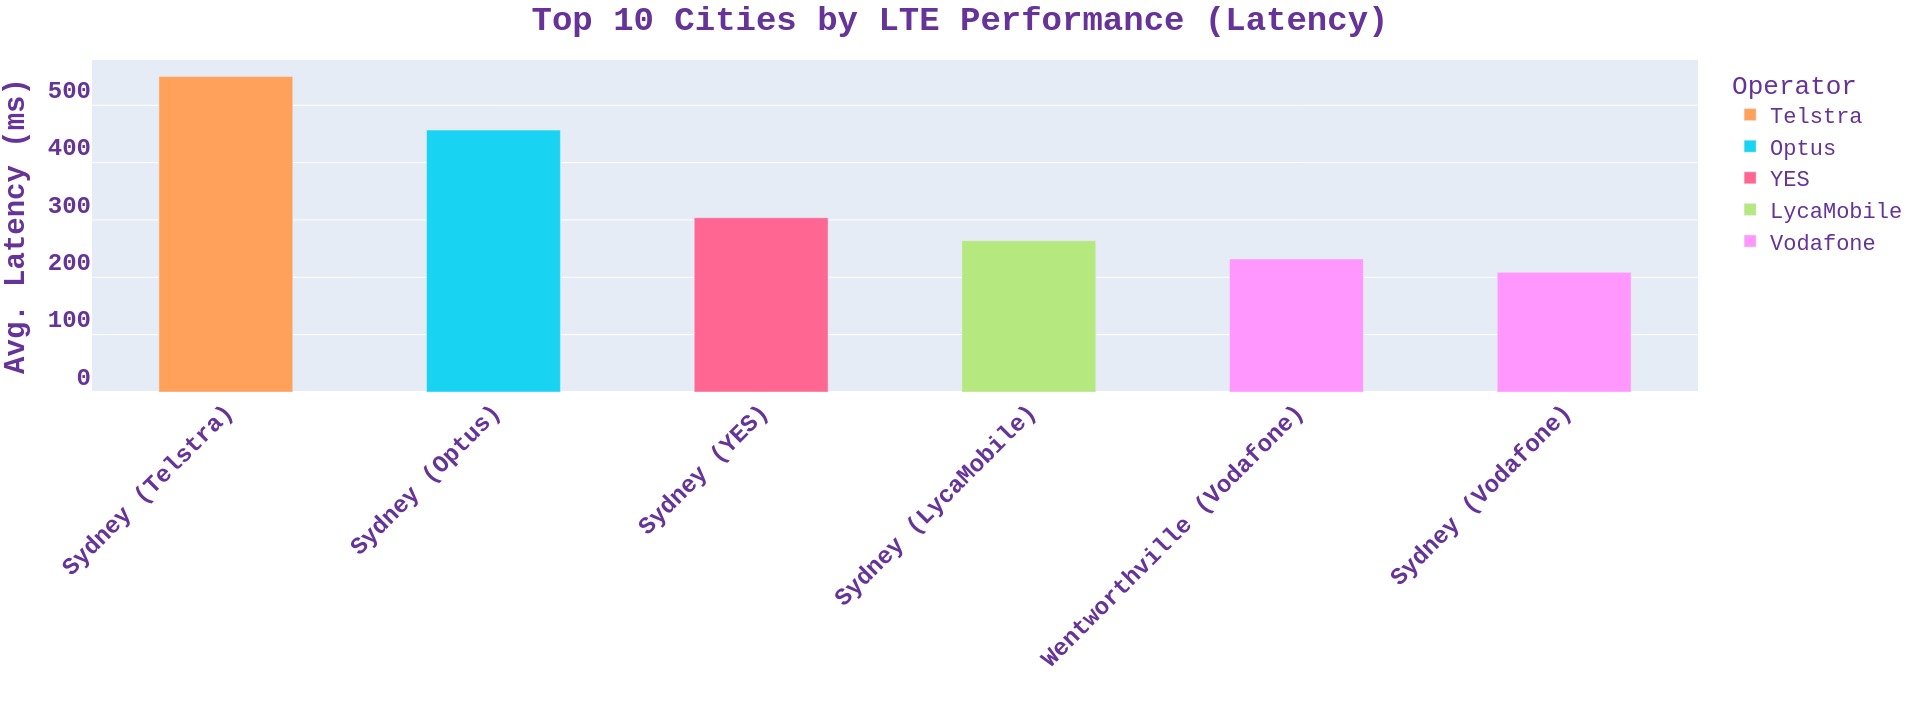 Top 10 Cities by LTE Performance (Latency)
Avg. Latency (ms)
500
400
300
200
100
0
Sydney (Telstra)
Sydney (Optus)
Sydney (YES)
Sydney (LycaMobile)
Wentworthville (Vodafone)
Sydney (Vodafone)
Operator
Telstra
Optus
YES
LycaMobile
Vodafone